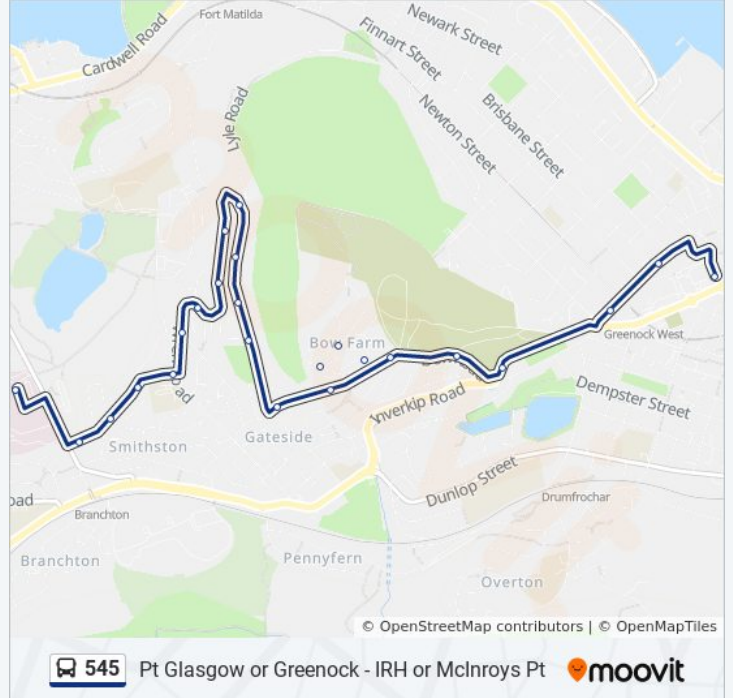 Fort Matilda
Cardwell Road
Newark Street
Finnart Street
Lyle Road
Newton Street
Brisbane Street
Bow Farm
Greenock West
Inverkip Road
Dempster Street
Smithston
Gateside
Dunlop Street
oad
Branchton
Drumfrochar
Branchton
Pennyfern
Overton
© OpenStreetMap contributors | © OpenMapTiles
545 Pt Glasgow or Greenock - IRH or McInroys Pt moovit